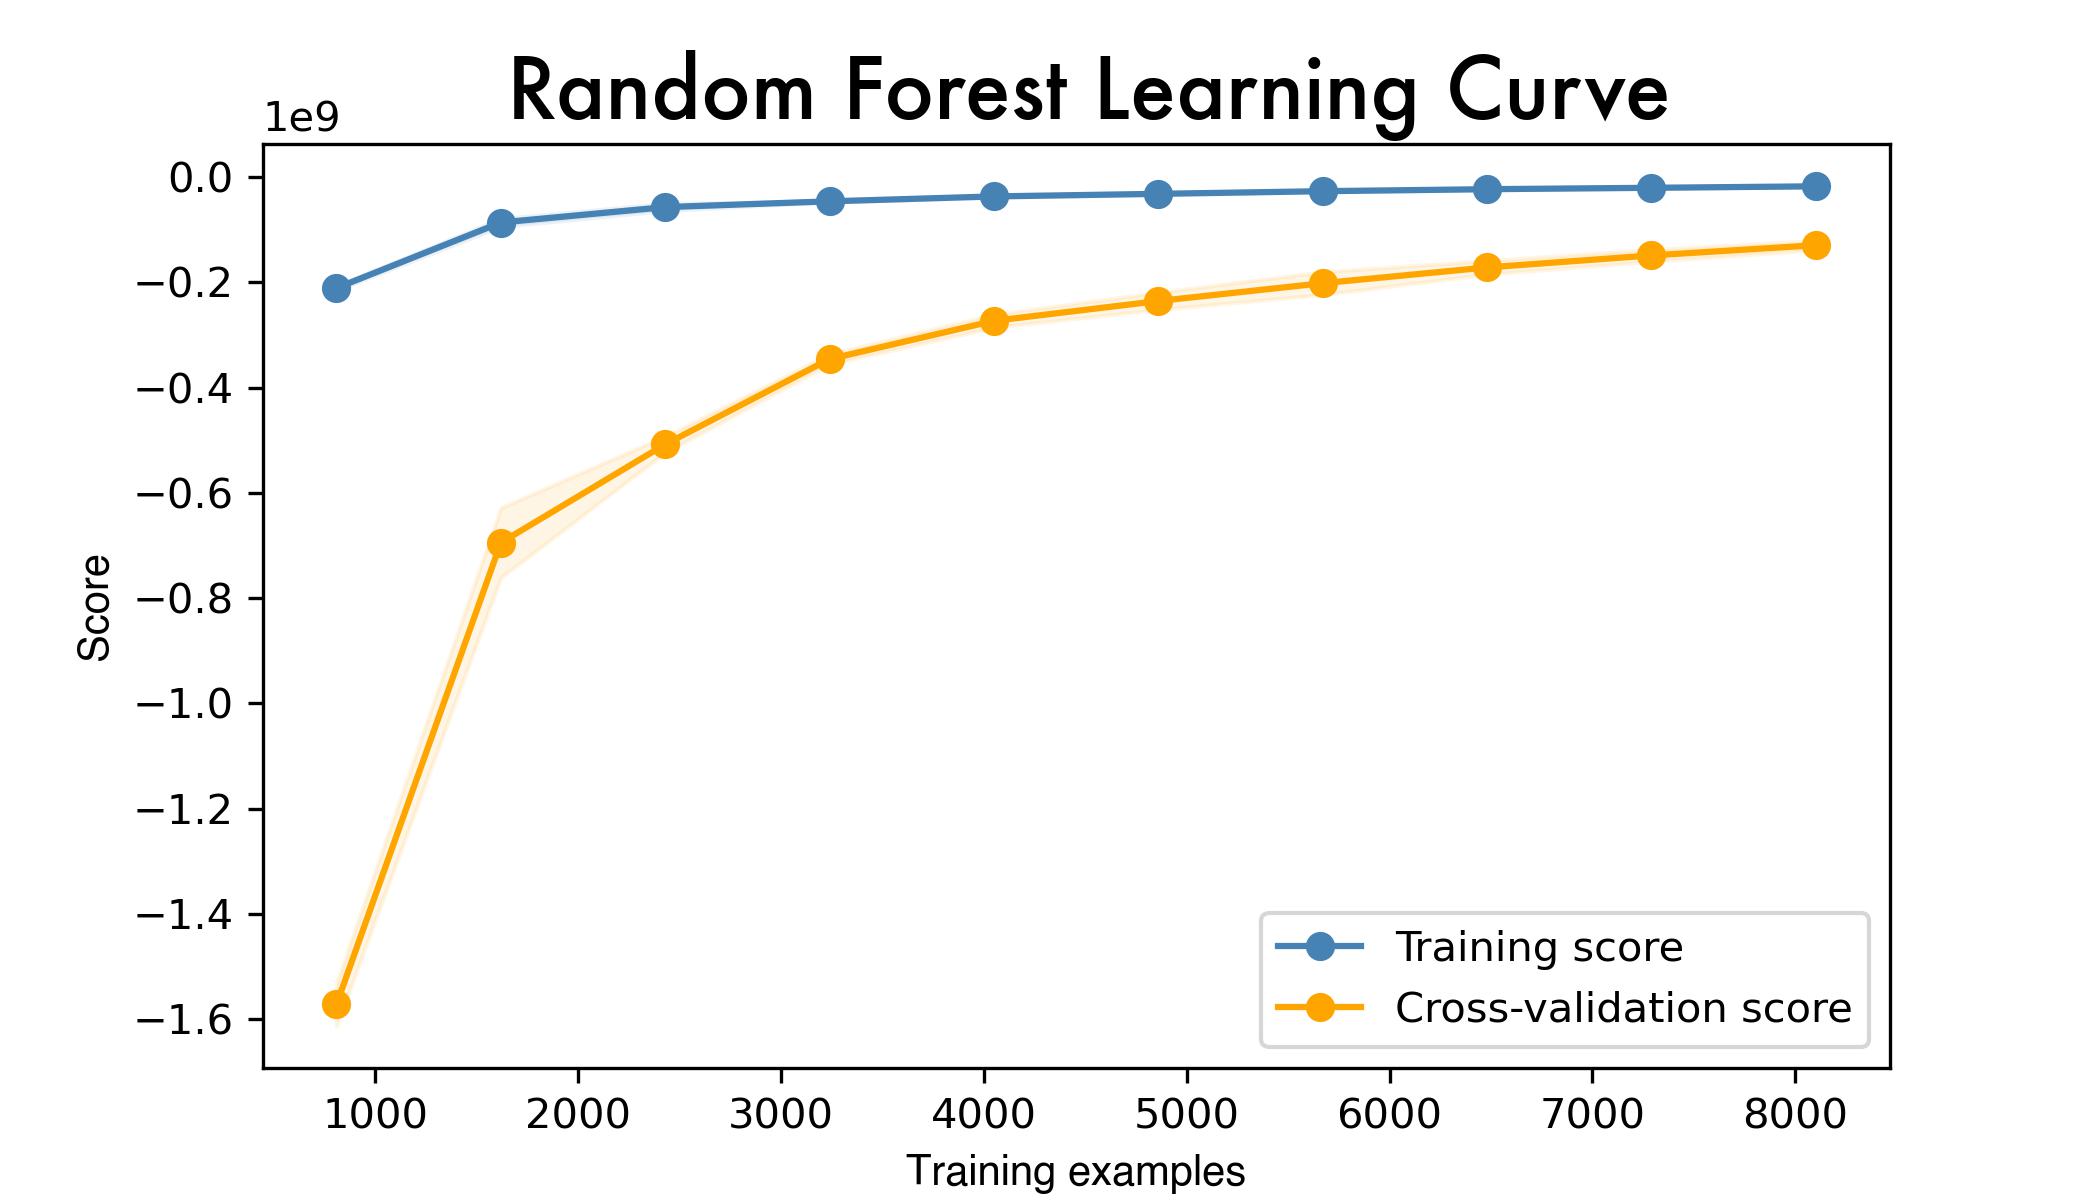 Random Forest Learning Curve
1e9
0.0
−0.2
−0.4
−0.6
−0.8
−1.0
−1.2
−1.4
−1.6
Score
Training score
Cross-validation score
1000 2000 3000 4000 5000 6000 7000 8000
Training examples